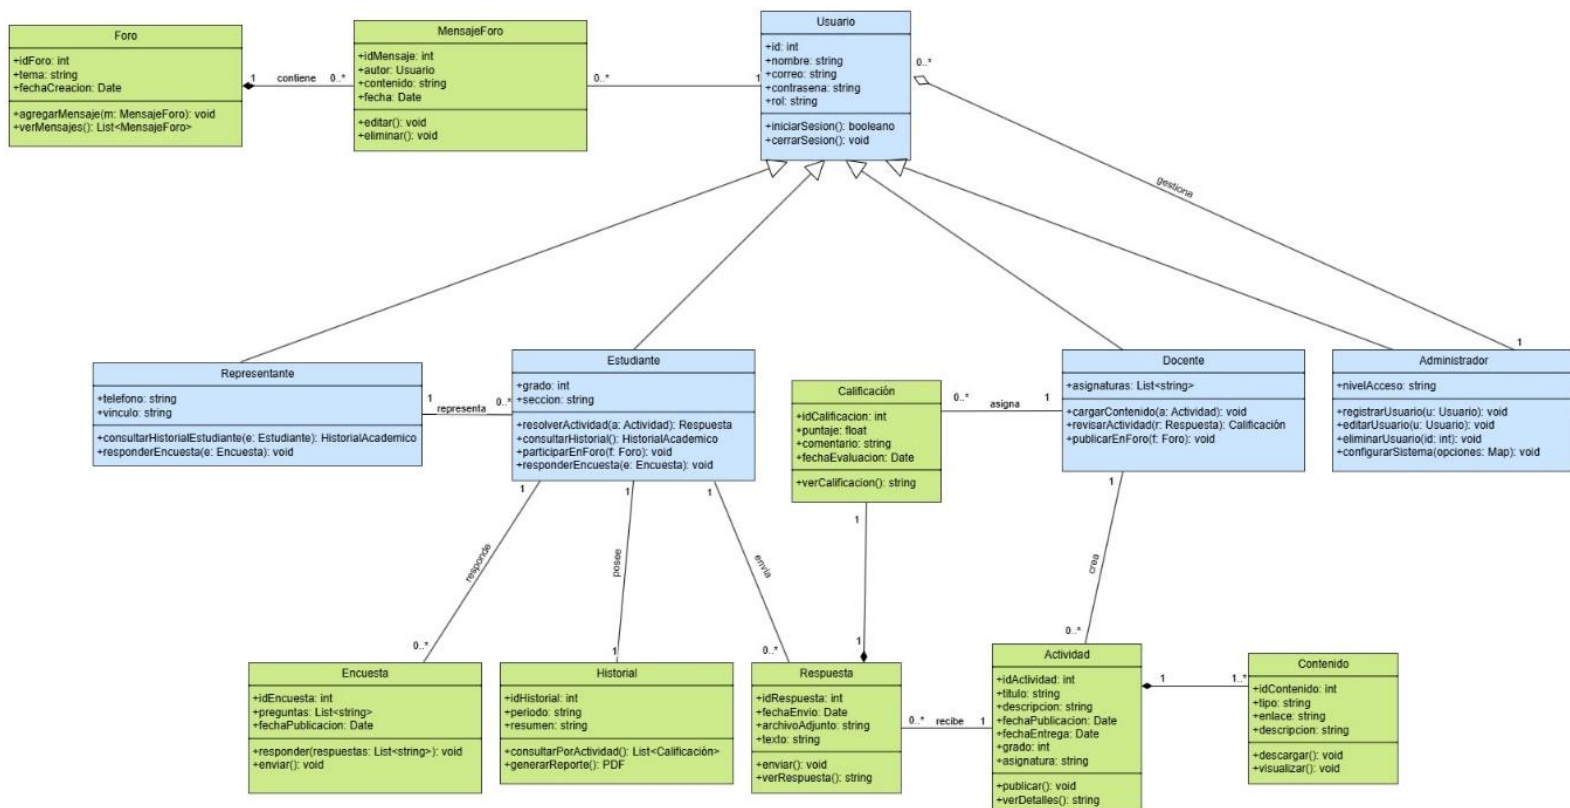 Foro
+idForo: int
+tema: string
+fechaCreacion: Date
+agregarMensaje(m: MensajeForo): void
+verMensajes(): List<MensajeForo>
1
contiene
0..*
MensajeForo
+idMensaje: int
+autor: Usuario
+contenido: string
+fecha: Date
+editar(): void
+eliminar(): void
0..*
1
Usuario
+id: int
+nombre: string
+correo: string
+contrasena: string
+rol: string
+iniciarSesion(): booleano
+cerrarSesion(): void
0..*
gestiona
1
Representante
+telefono: string
+vinculo: string
+consultarHistorialEstudiante(e: Estudiante): HistorialAcademico
+responderEncuesta(e: Encuesta): void
1
representa
0..*
Estudiante
+grado: int
+seccion: string
+resolverActividad(a: Actividad): Respuesta
+consultarHistorial(): HistorialAcademico
+participarEnForo(f: Foro): void
+responderEncuesta(e: Encuesta): void
Calificación
+idCalificacion: int
+puntaje: float
+comentario: string
+fechaEvaluacion: Date
+verCalificacion(): string
0..*
asigna
1
Docente
+asignaturas: List<string>
+cargarContenido(a: Actividad): void
+revisarActividad(r: Respuesta): Calificación
+publicarEnForo(f: Foro): void
Administrador
+nivelAcceso: string
+registrarUsuario(u: Usuario): void
+editarUsuario(u: Usuario): void
+eliminarUsuario(id: int): void
+configurarSistema(opciones: Map): void
1
responde
0..*
1
posee
1
1
envía
0..*
1
1
1
crea
0..*
Encuesta
+idEncuesta: int
+preguntas: List<string>
+fechaPublicacion: Date
+responder(respuestas: List<string>): void
+enviar(): void
Historial
+idHistorial: int
+periodo: string
+resumen: string
+consultarPorActividad(): List<Calificación>
+generarReporte(): PDF
Respuesta
+idRespuesta: int
+fechaEnvio: Date
+archivoAdjunto: string
+texto: string
+enviar(): void
+verRespuesta(): string
0..*
recibe
1
Actividad
+idActividad: int
+titulo: string
+descripcion: string
+fechaPublicacion: Date
+fechaEntrega: Date
+grado: int
+asignatura: string
+publicar(): void
+verDetalles(): string
1
1..*
Contenido
+idContenido: int
+tipo: string
+enlace: string
+descripcion: string
+descargar(): void
+visualizar(): void